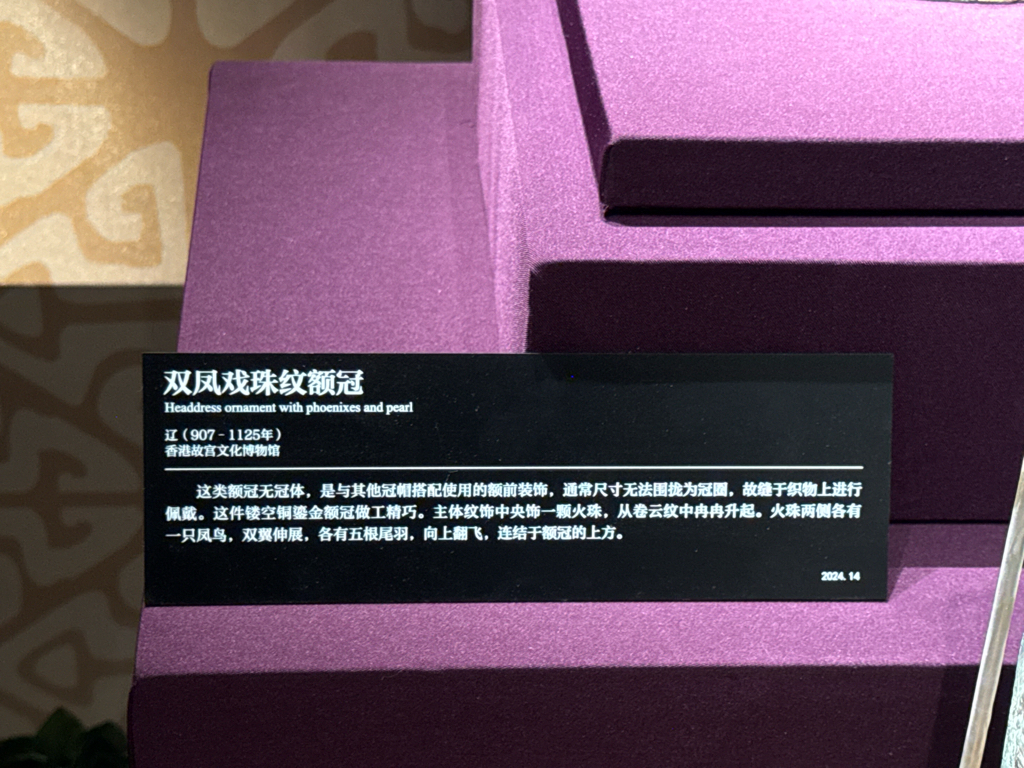 双凤戏珠纹额冠
Headdress ornament with phoenixes and pearl
辽（907 - 1125年）
香港故宫文化博物馆
这类额冠无冠体，是与其他冠帽搭配使用的额前装饰，通常尺寸无法围拢为冠圈，故缝于织物上进行
佩戴。这件镂空铜鎏金额冠做工精巧。主体纹饰中央饰一颗火珠，从卷云纹中冉冉升起。火珠两侧各有
一只凤鸟，双翼伸展，各有五根尾羽，向上翻飞，连结于额冠的上方。
2024. 14